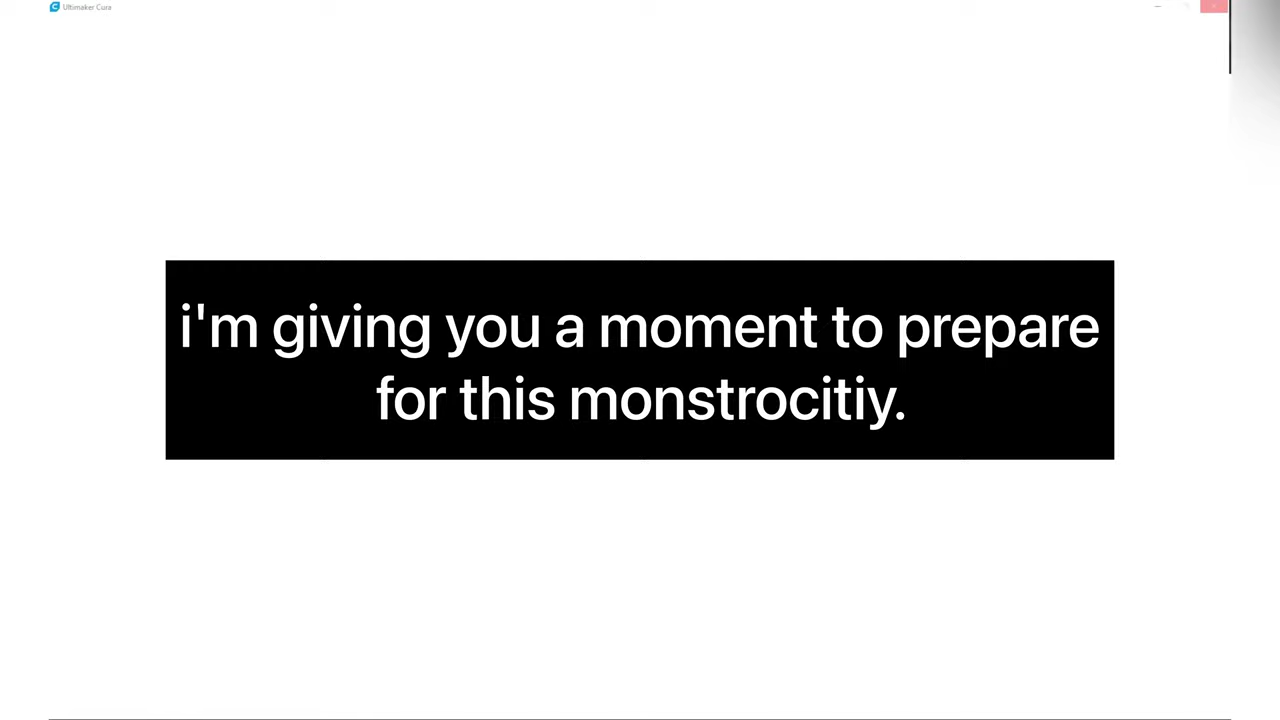 Ultimaker Cura
i'm giving you a moment to prepare
for this monstrocitiy.